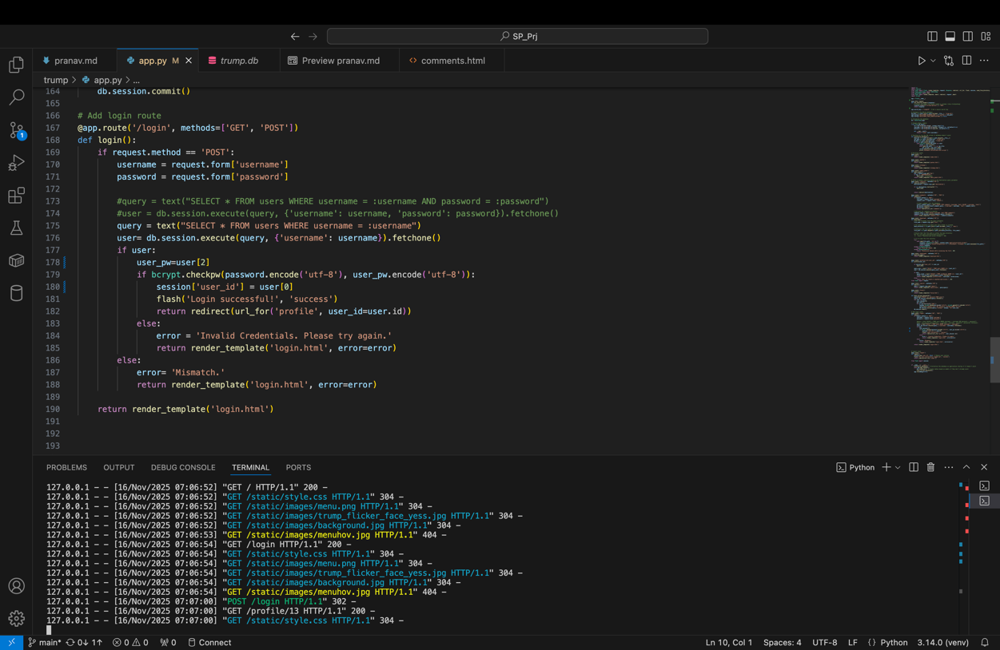 SP_Prj
pranav.md
app.py M
trump.db
Preview pranav.md
comments.html
trump > app.py > ...
164 db.session.commit()
165
166 # Add login route
167 @app.route('/login', methods=['GET', 'POST'])
168 def login():
169 if request.method == 'POST':
170 username = request.form['username']
171 password = request.form['password']
172
173 #query = text("SELECT * FROM users WHERE username = :username AND password = :password")
174 #user = db.session.execute(query, {'username': username, 'password': password}).fetchone()
175 query = text("SELECT * FROM users WHERE username = :username")
176 user= db.session.execute(query, {'username': username}).fetchone()
177 if user:
178 user_pw=user[2]
179 if bcrypt.checkpw(password.encode('utf-8'), user_pw.encode('utf-8')):
180 session['user_id'] = user[0]
181 flash('Login successful!', 'success')
182 return redirect(url_for('profile', user_id=user.id))
183 else:
184 error = 'Invalid Credentials. Please try again.'
185 return render_template('login.html', error=error)
186 else:
187 error= 'Mismatch.'
188 return render_template('login.html', error=error)
189
190 return render_template('login.html')
191
192
193
1
PROBLEMS OUTPUT DEBUG CONSOLE TERMINAL PORTS
Python
127.0.0.1 - - [16/Nov/2025 07:06:52] "GET / HTTP/1.1" 200 -
127.0.0.1 - - [16/Nov/2025 07:06:52] "GET /static/style.css HTTP/1.1" 304 -
127.0.0.1 - - [16/Nov/2025 07:06:52] "GET /static/images/menu.png HTTP/1.1" 304 -
127.0.0.1 - - [16/Nov/2025 07:06:52] "GET /static/images/trump_flicker_face_yess.jpg HTTP/1.1" 304 -
127.0.0.1 - - [16/Nov/2025 07:06:52] "GET /static/images/background.jpg HTTP/1.1" 304 -
127.0.0.1 - - [16/Nov/2025 07:06:53] "GET /static/images/menuhov.jpg HTTP/1.1" 404 -
127.0.0.1 - - [16/Nov/2025 07:06:54] "GET /login HTTP/1.1" 200 -
127.0.0.1 - - [16/Nov/2025 07:06:54] "GET /static/style.css HTTP/1.1" 304 -
127.0.0.1 - - [16/Nov/2025 07:06:54] "GET /static/images/menu.png HTTP/1.1" 304 -
127.0.0.1 - - [16/Nov/2025 07:06:54] "GET /static/images/trump_flicker_face_yess.jpg HTTP/1.1" 304 -
127.0.0.1 - - [16/Nov/2025 07:06:54] "GET /static/images/background.jpg HTTP/1.1" 304 -
127.0.0.1 - - [16/Nov/2025 07:06:54] "GET /static/images/menuhov.jpg HTTP/1.1" 404 -
127.0.0.1 - - [16/Nov/2025 07:07:00] "POST /login HTTP/1.1" 302 -
127.0.0.1 - - [16/Nov/2025 07:07:00] "GET /profile/13 HTTP/1.1" 200 -
127.0.0.1 - - [16/Nov/2025 07:07:00] "GET /static/style.css HTTP/1.1" 304 -
main* 0↓ 1↑ 0 0 0 Connect Ln 10, Col 1 Spaces: 4 UTF-8 LF {} Python 3.14.0 (venv)